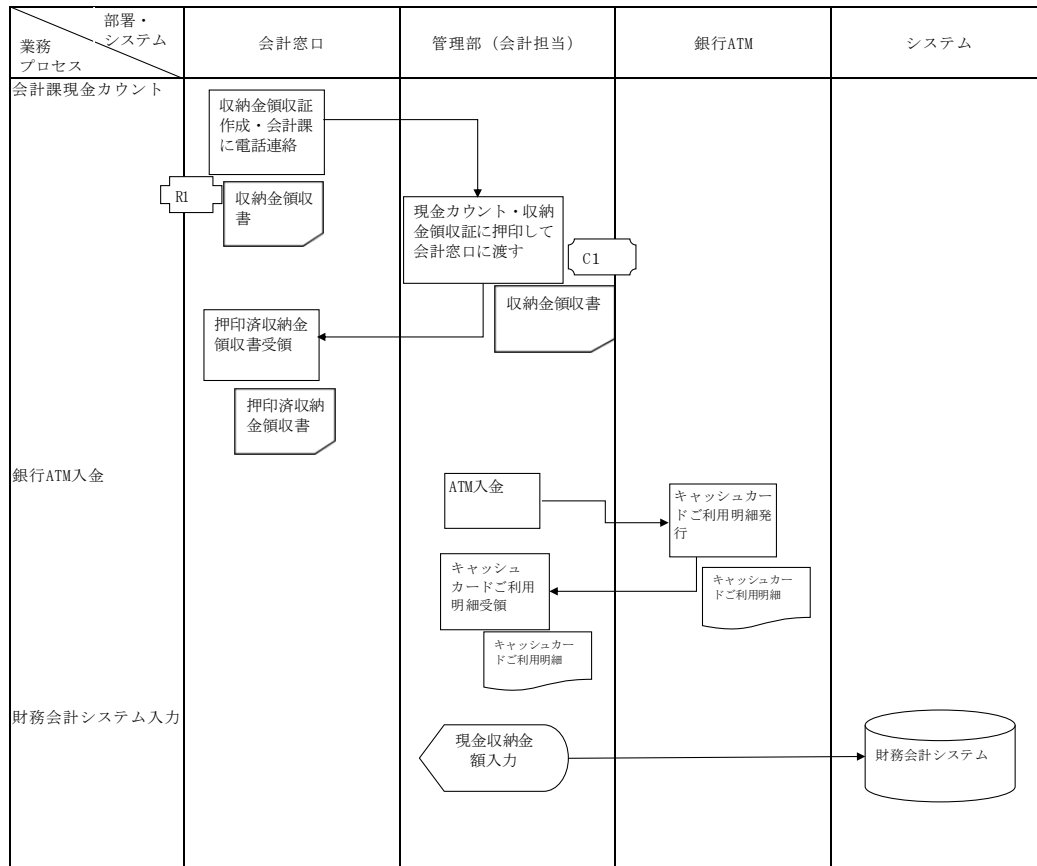 部署・
システム
業務
プロセス
会計窓口
管理部（会計担当）
銀行ATM
システム
会計課現金カウント
収納金領収証
作成・会計課
に電話連絡
R1
収納金領収
書
現金カウント・収納
金領収証に押印して
会計窓口に渡す
C1
収納金領収書
押印済収納金
領収書受領
押印済収納
金領収書
銀行ATM入金
ATM入金
キャッシュカー
ドご利用明細発
行
キャッシュ
カードご利用
明細受領
キャッシュカー
ドご利用明細
キャッシュカー
ドご利用明細
財務会計システム入力
現金収納金
額入力
財務会計システム